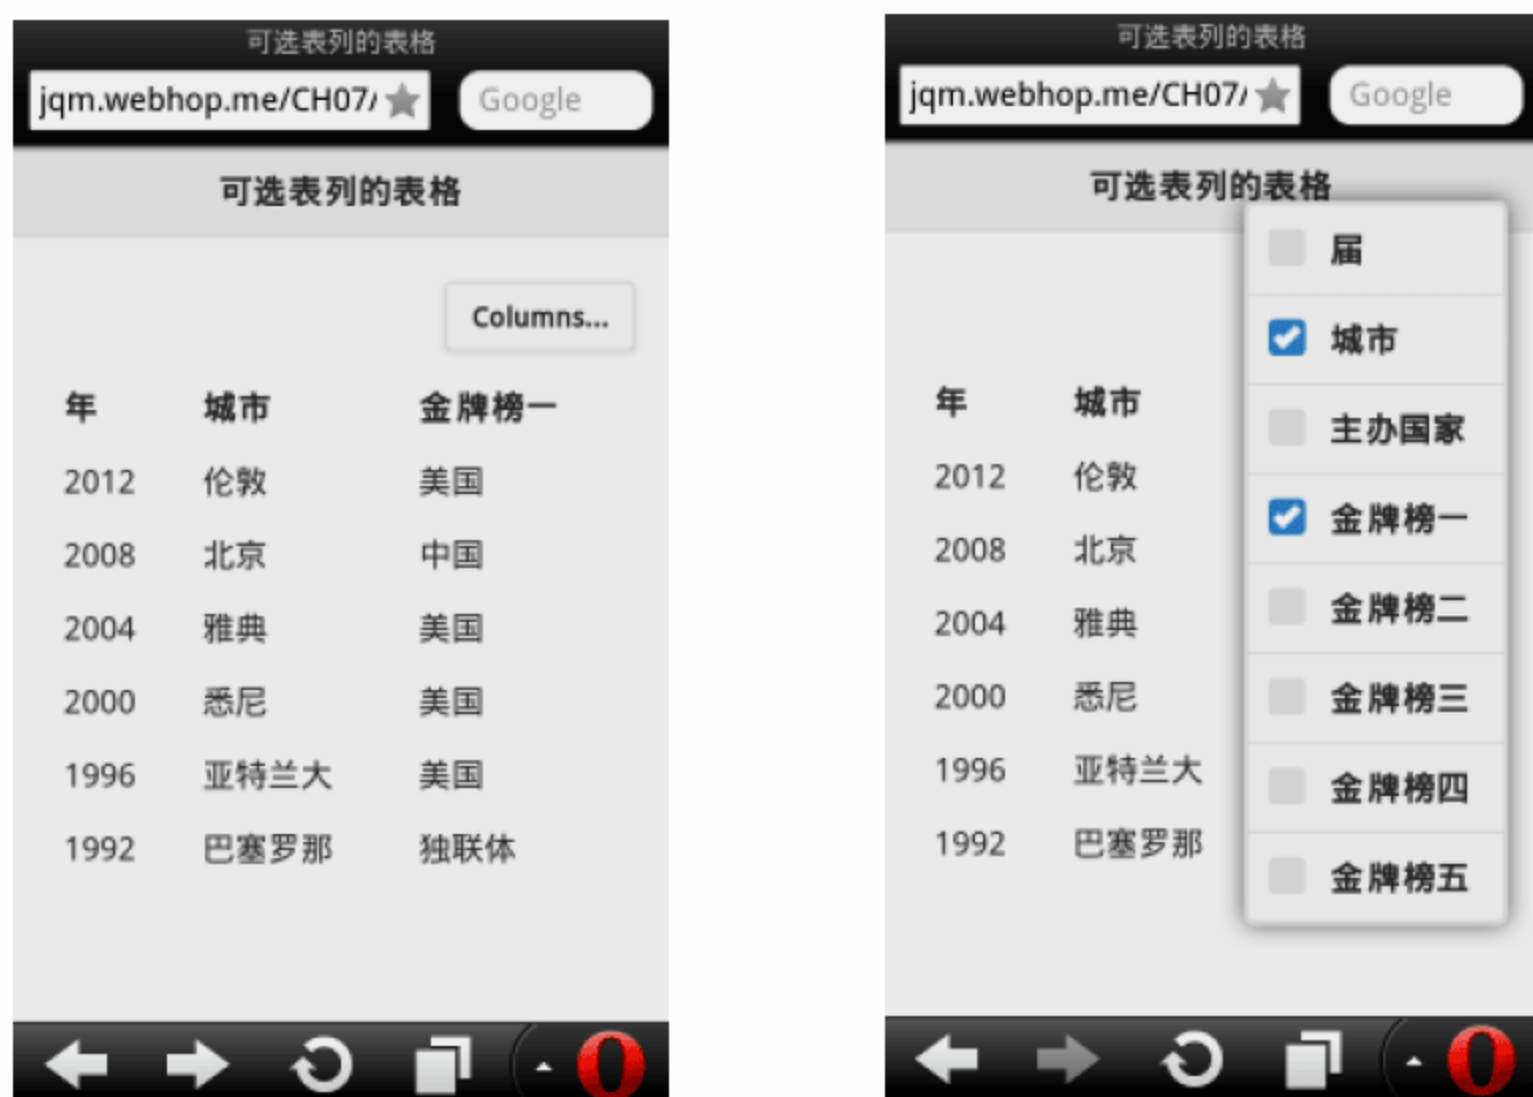 可选表列的表格
jqm.webhop.me/CH07/
Google
可选表列的表格
Columns...
年 城市 金牌榜一
2012 伦敦 美国
2008 北京 中国
2004 雅典 美国
2000 悉尼 美国
1996 亚特兰大 美国
1992 巴塞罗那 独联体
可选表列的表格
jqm.webhop.me/CH07/
Google
可选表列的表格
年 城市
2012 伦敦
2008 北京
2004 雅典
2000 悉尼
1996 亚特兰大
1992 巴塞罗那
届
城市
主办国家
金牌榜一
金牌榜二
金牌榜三
金牌榜四
金牌榜五